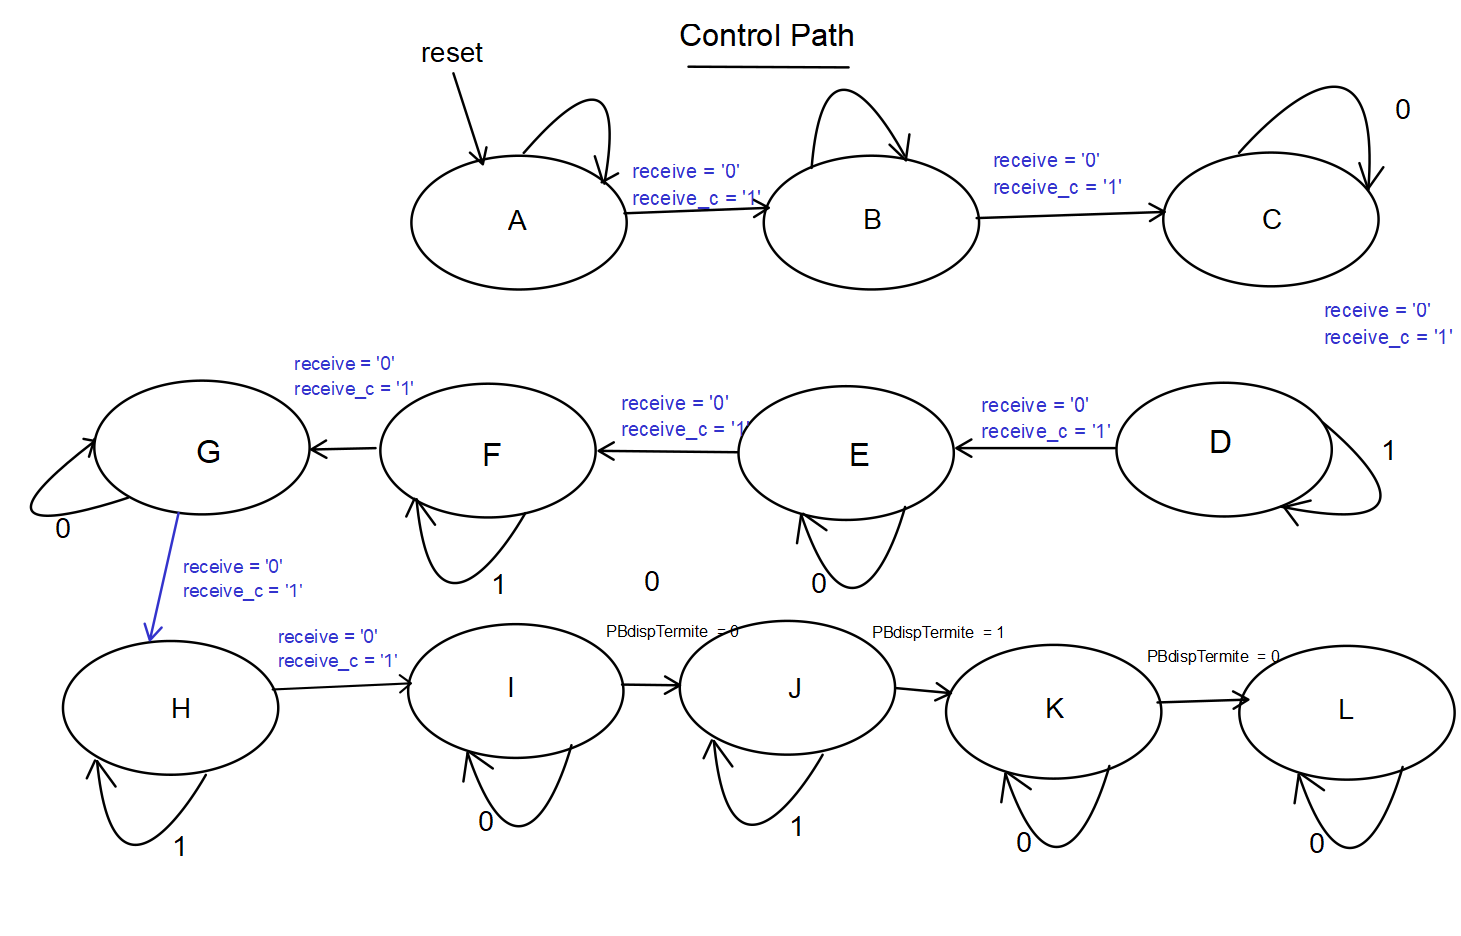 Control Path
reset
0
receive = '0'
receive_c = '1'
receive = '0'
receive_c = '1'
A
B
C
receive = '0'
receive_c = '1'
receive = '0'
receive_c = '1'
receive = '0'
receive_c = '1'
receive = '0'
receive_c = '1'
G
F
E
D
1
0
1
0
0
receive = '0'
receive_c = '1'
receive = '0'
receive_c = '1'
PBdispTermite = 0
PBdispTermite = 1
PBdispTermite = 0
H
I
J
K
L
1
0
1
0
0